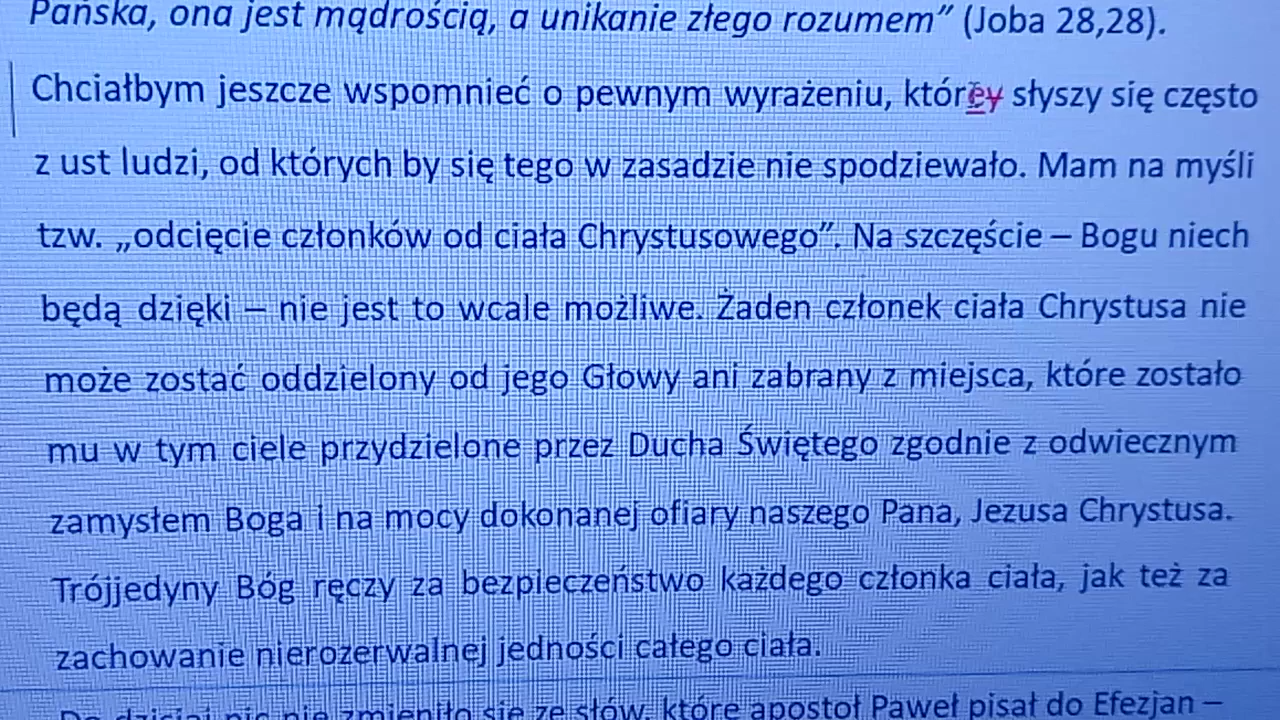 Pańska, ona jest mądrością, a unikanie złego rozumem” (Joba 28,28).
Chciałbym jeszcze wspomnieć o pewnym wyrażeniu, którėy słyszy się często
z ust ludzi, od których by się tego w zasadzie nie spodziewało. Mam na myśli
tzw. „odcięcie członków od ciała Chrystusowego”. Na szczęście – Bogu niech
będą dzięki – nie jest to wcale możliwe. Żaden członek ciała Chrystusa nie
może zostać oddzielony od jego Głowy ani zabrany z miejsca, które zostało
mu w tym ciele przydzielone przez Ducha Świętego zgodnie z odwiecznym
zamysłem Boga i na mocy dokonanej ofiary naszego Pana, Jezusa Chrystusa.
Trójjedyny Bóg ręczy za bezpieczeństwo każdego członka ciała, jak też za
zachowanie nierozerwalnej jedności całego ciała.
Do dzisiaj nic nie zmieniło się ze słów, które apostoł Paweł pisał do Efezjan –